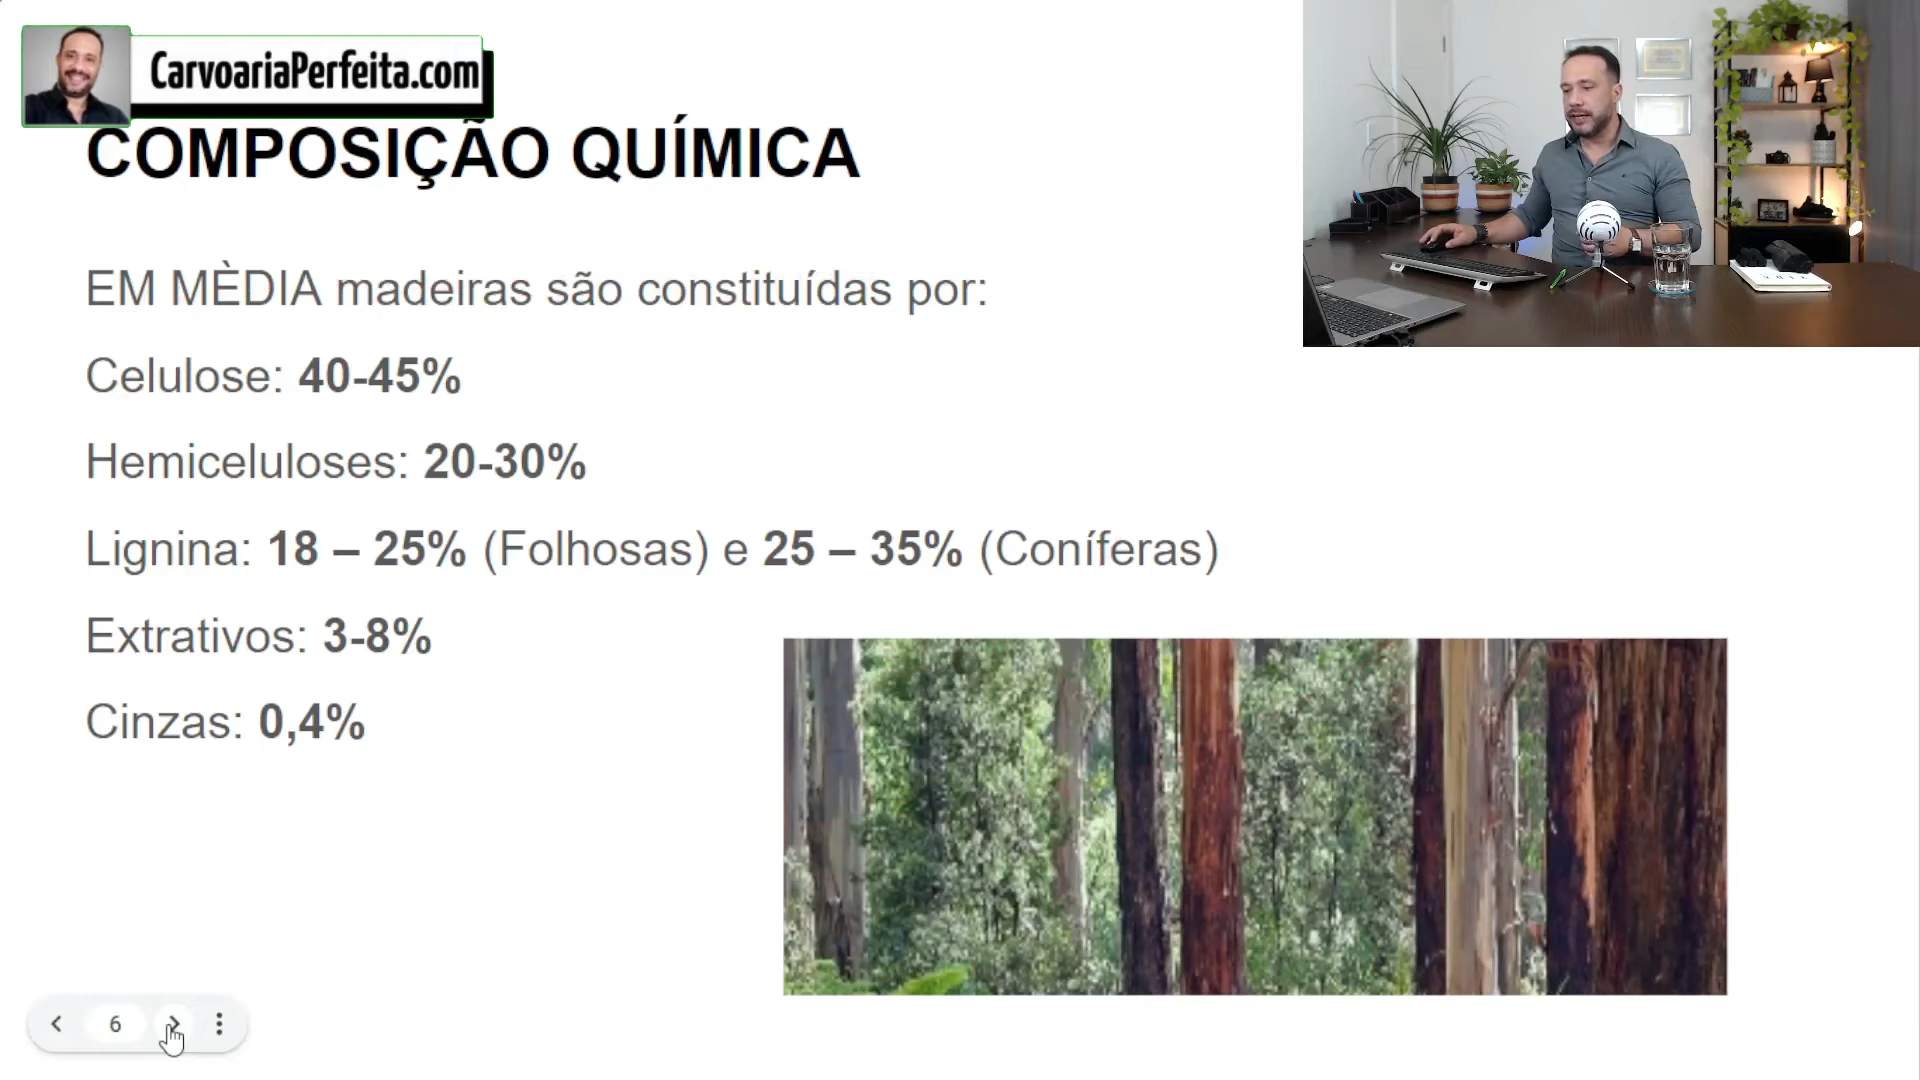 CarvoariaPerfeita.com
COMPOSIÇÃO QUÍMICA
EM MÈDIA madeiras são constituídas por:
Celulose: 40-45%
Hemiceluloses: 20-30%
Lignina: 18 – 25% (Folhosas) e 25 – 35% (Coníferas)
Extrativos: 3-8%
Cinzas: 0,4%
6